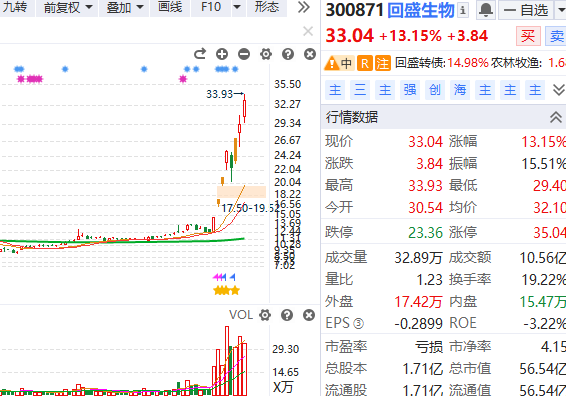 九转 前复权 叠加 画线 F10 形态
VOL
33.93
35.50
32.27
29.34
26.67
24.24
22.04
20.04
18.22
16.56
15.05
13.69
12.44
11.31
10.28
9.35
8.50
7.72
7.02
17.50-19.52
29.30
14.65
X万
300871 回盛生物
一 自选
33.04 +13.15% +3.84 买 卖
中 R 注 回盛转债: 14.98% 农林牧渔: 1.6
主 三 主 强 创 海 主 主 主
行情数据
现价 33.04 涨幅 13.15%
涨跌 3.84 振幅 15.51%
最高 33.93 最低 29.40
今开 30.54 均价 32.10
跌停 23.36 涨停 35.04
成交量 32.89万 成交额 10.56亿
量比 1.23 换手率 19.22%
外盘 17.42万 内盘 15.47万
EPS ③ -0.2899 ROE -3.22%
市盈率 亏损 市净率 4.15
总股本 1.71亿 总市值 56.54亿
流通股 1.71亿 流通值 56.54亿